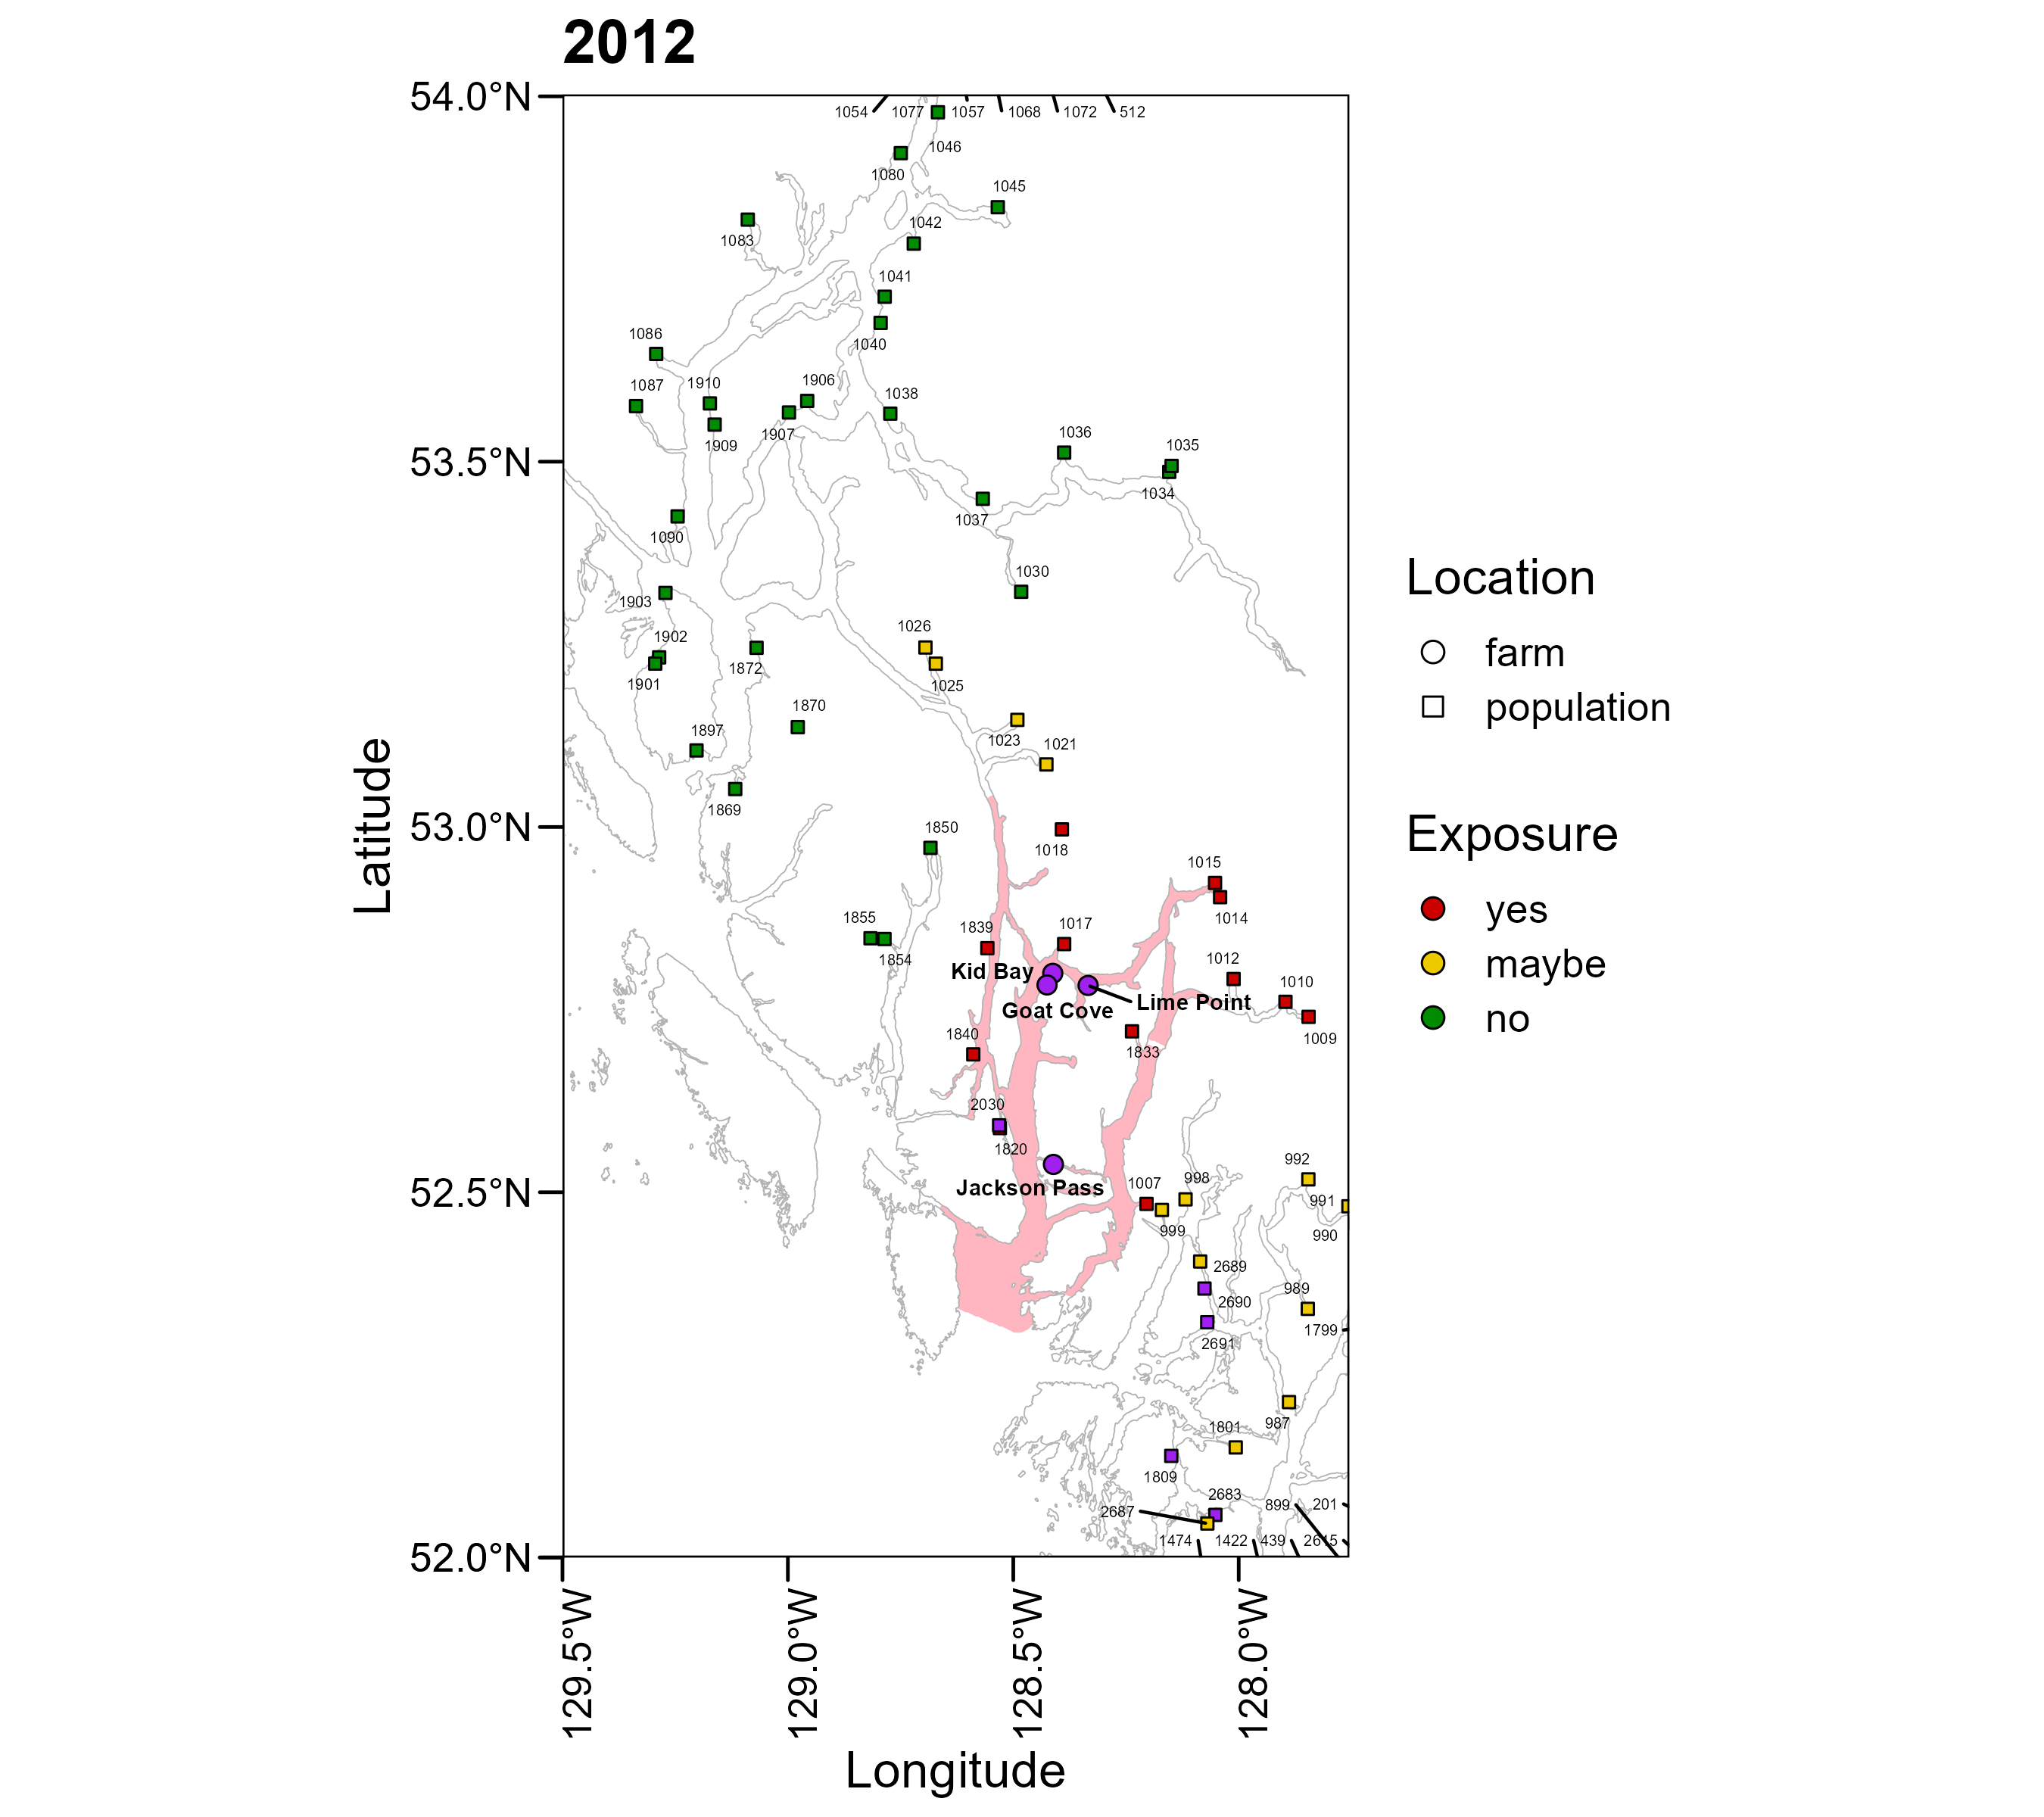 2012
54.0°N
1054 1077 1057 1068 1072 512
1046
1080
1045
1042
1083
1041
1040
1086
1087 1910 1906 1038
1907
1909
1036
1035
53.5°N
1034
1037
1090
1030
1903
1026
1902
1872
1901
1025
1870
1897
1023
1021
1869
53.0°N
1850
1018
1015
1855
1014
1839
1017
1854
1012
Kid Bay
1010
Lime Point
Goat Cove
1840
1009
1833
2030
1820
992
52.5°N
Jackson Pass
1007
998
991
999
990
2689
989
2690
1799
2691
987
1801
1809
2683
2687
899
201
1474
1422
439
2615
52.0°N
129.5°W
129.0°W
128.5°W
128.0°W
Longitude
Latitude
Location
farm
population
Exposure
yes
maybe
no